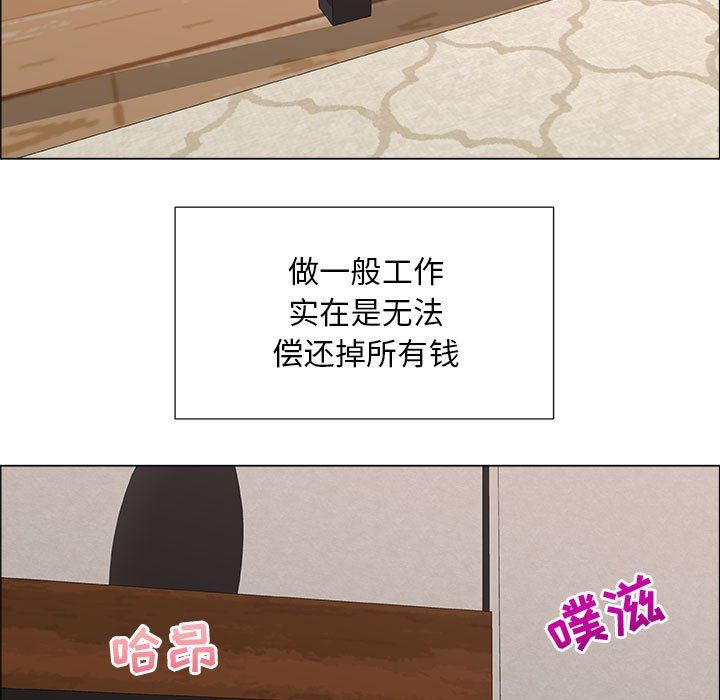 做一般工作
实在是无法
偿还掉所有钱
噗滋
哈昂